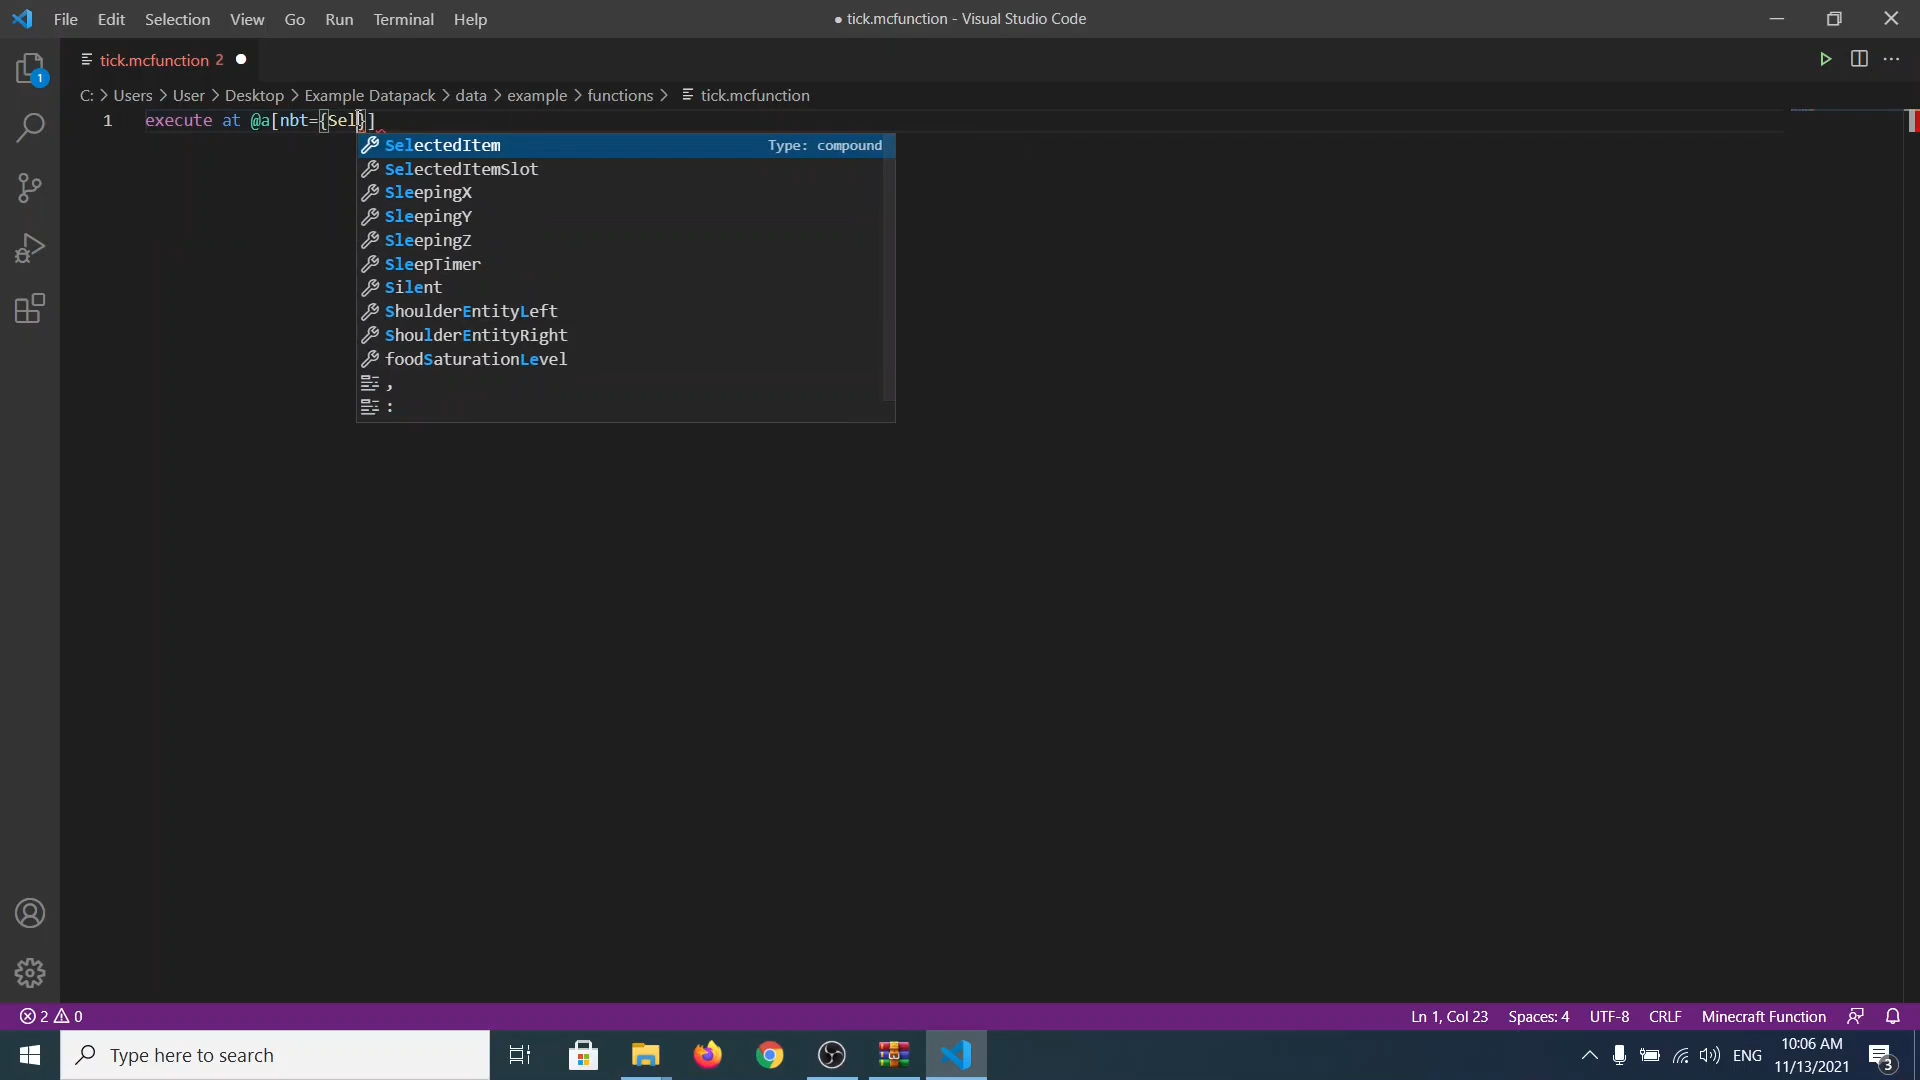 File Edit Selection View Go Run Terminal Help
● tick.mcfunction - Visual Studio Code
tick.mcfunction 2 ●
C: > Users > User > Desktop > Example Datapack > data > example > functions > tick.mcfunction
1 execute at @a[nbt={Sel}]
SelectedItem Type: compound
SelectedItemSlot
SleepingX
SleepingY
SleepingZ
SleepTimer
Silent
ShoulderEntityLeft
ShoulderEntityRight
foodSaturationLevel
,
:
1
2 0
Ln 1, Col 23 Spaces: 4 UTF-8 CRLF Minecraft Function
Type here to search
ENG
10:06 AM
11/13/2021
3